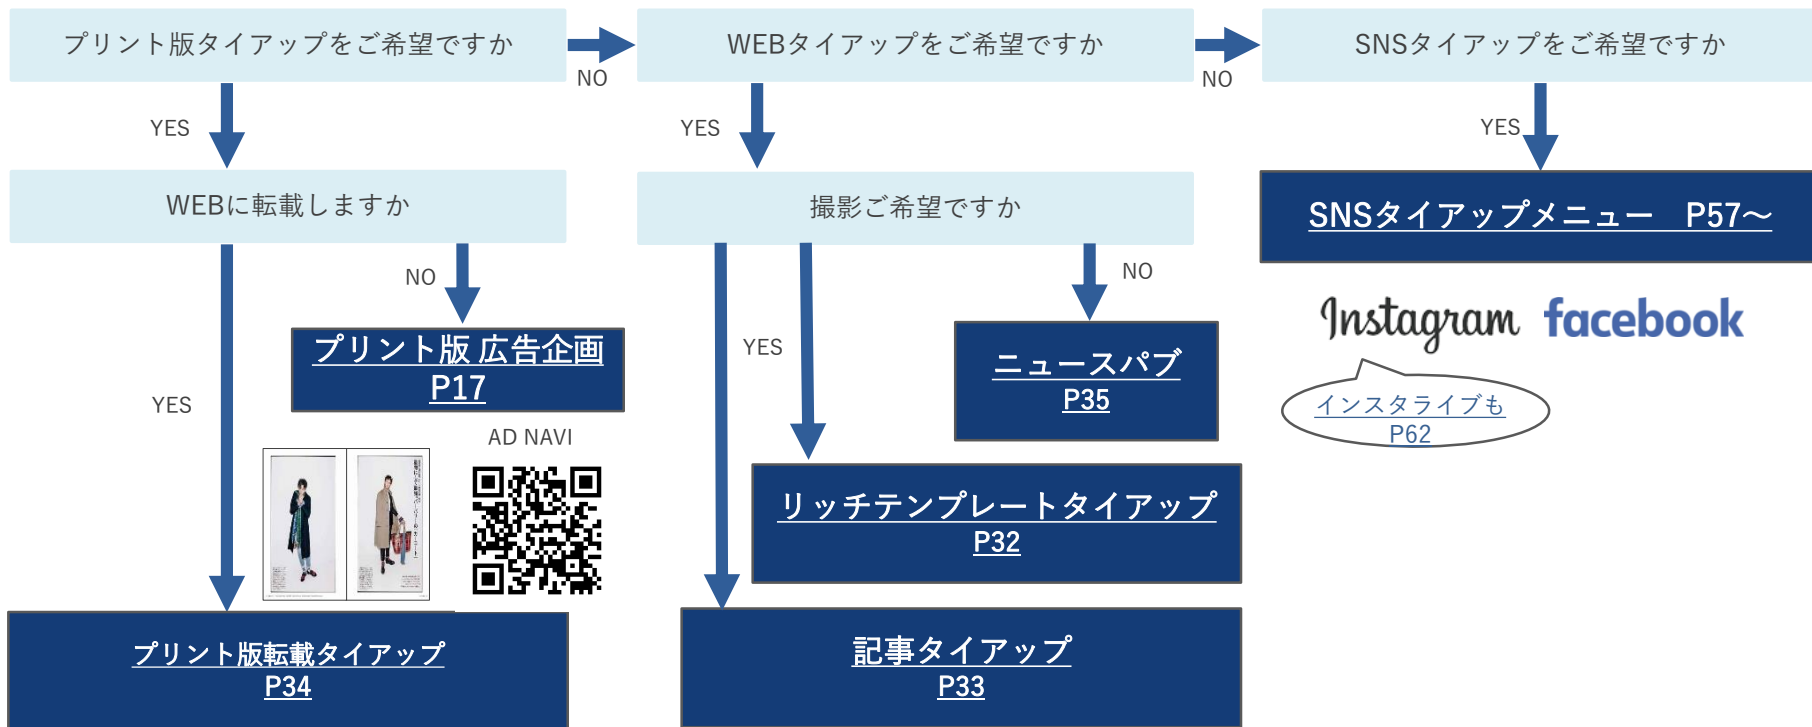 プリント版タイアップをご希望ですか
NO
WEBタイアップをご希望ですか
NO
SNSタイアップをご希望ですか
YES
YES
YES
WEBに転載しますか
撮影ご希望ですか
SNSタイアップメニュー　P57～
NO
NO
プリント版 広告企画
P17
YES
YES
ニュースパブ
P35
Instagram
facebook
インスタライブも
P62
AD NAVI
リッチテンプレートタイアップ
P32
プリント版転載タイアップ
P34
記事タイアップ
P33